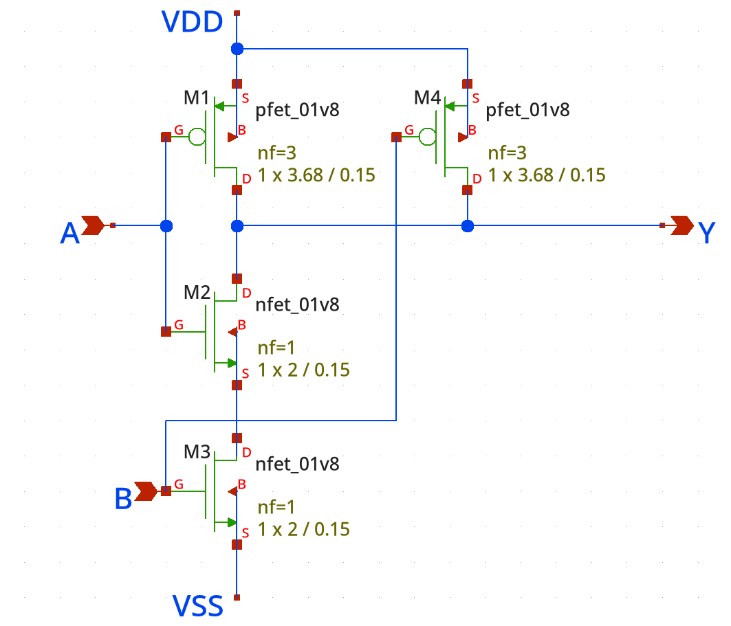 VDD
M1
S
pfet_01v8
G
B
nf=3
1 x 3.68 / 0.15
D
M4
S
pfet_01v8
G
B
nf=3
1 x 3.68 / 0.15
D
A
Y
M2
D
nfet_01v8
G
B
nf=1
1 x 2 / 0.15
S
M3
D
nfet_01v8
B
G
B
nf=1
1 x 2 / 0.15
S
VSS